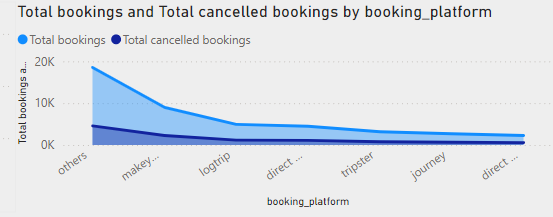 Total bookings and Total cancelled bookings by booking_platform
Total bookings Total cancelled bookings
Total bookings a...
20K
10K
0K
others
makey...
logtrip
direct ...
tripster
journey
direct ...
booking_platform